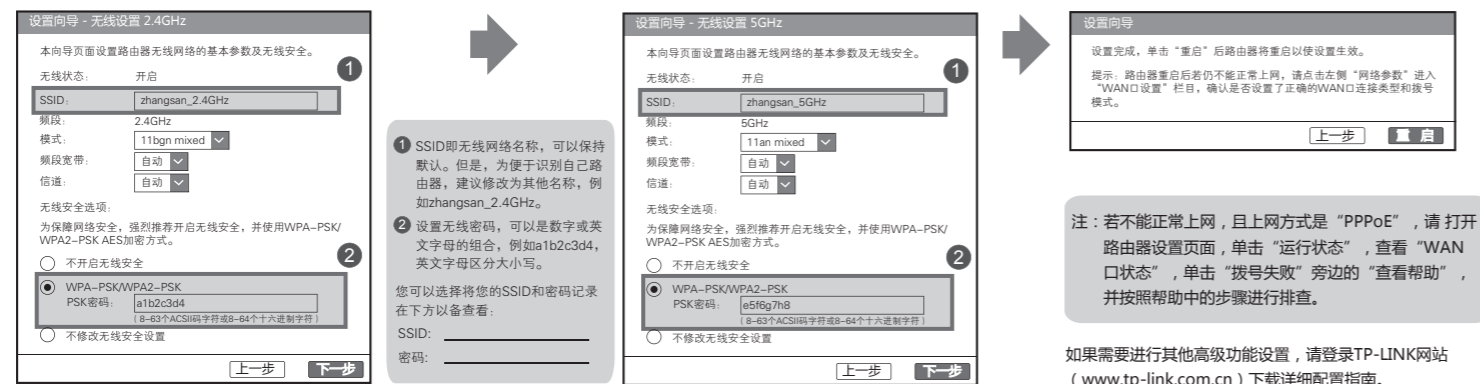 设置向导 - 无线设置 2.4GHz
本向导页面设置路由器无线网络的基本参数及无线安全。
无线状态: 开启
1
SSID: zhangsan_2.4GHz
频段: 2.4GHz
模式: 11bgn mixed
频段宽带: 自动
信道: 自动
无线安全选项:
为保障网络安全，强烈推荐开启无线安全，并使用WPA-PSK/
WPA2-PSK AES加密方式。
2
不开启无线安全
WPA-PSK/WPA2-PSK
PSK密码: a1b2c3d4
（8-63个ACSII码字符或8-64个十六进制字符）
不修改无线安全设置
上一步 下一步
1 SSID即无线网络名称，可以保持
默认。但是，为便于识别自己路
由器，建议修改为其他名称，例
如zhangsan_2.4GHz。
2 设置无线密码，可以是数字或英
文字母的组合，例如a1b2c3d4，
英文字母区分大小写。
您可以选择将您的SSID和密码记录
在下方以备查看:
SSID:
密码:
设置向导 - 无线设置 5GHz
本向导页面设置路由器无线网络的基本参数及无线安全。
无线状态: 开启
1
SSID: zhangsan_5GHz
频段: 5GHz
模式: 11an mixed
频段宽带: 自动
信道: 自动
无线安全选项:
为保障网络安全，强烈推荐开启无线安全，并使用WPA-PSK/
WPA2-PSK AES加密方式。
2
不开启无线安全
WPA-PSK/WPA2-PSK
PSK密码: e5f6g7h8
（8-63个ACSII码字符或8-64个十六进制字符）
不修改无线安全设置
上一步 下一步
设置向导
设置完成，单击“重启”后路由器将重启以使设置生效。
提示: 路由器重启后若仍不能正常上网，请点击左侧“网络参数”进入
“WAN口设置”栏目，确认是否设置了正确的WAN口连接类型和拨号
模式。
上一步 重 启
注：若不能正常上网，且上网方式是“PPPoE”，请 打开
路由器设置页面，单击“运行状态”，查看“WAN
口状态”，单击“拨号失败”旁边的“查看帮助”，
并按照帮助中的步骤进行排查。
如果需要进行其他高级功能设置，请登录TP-LINK网站
（www.tp-link.com.cn）下载详细配置指南。